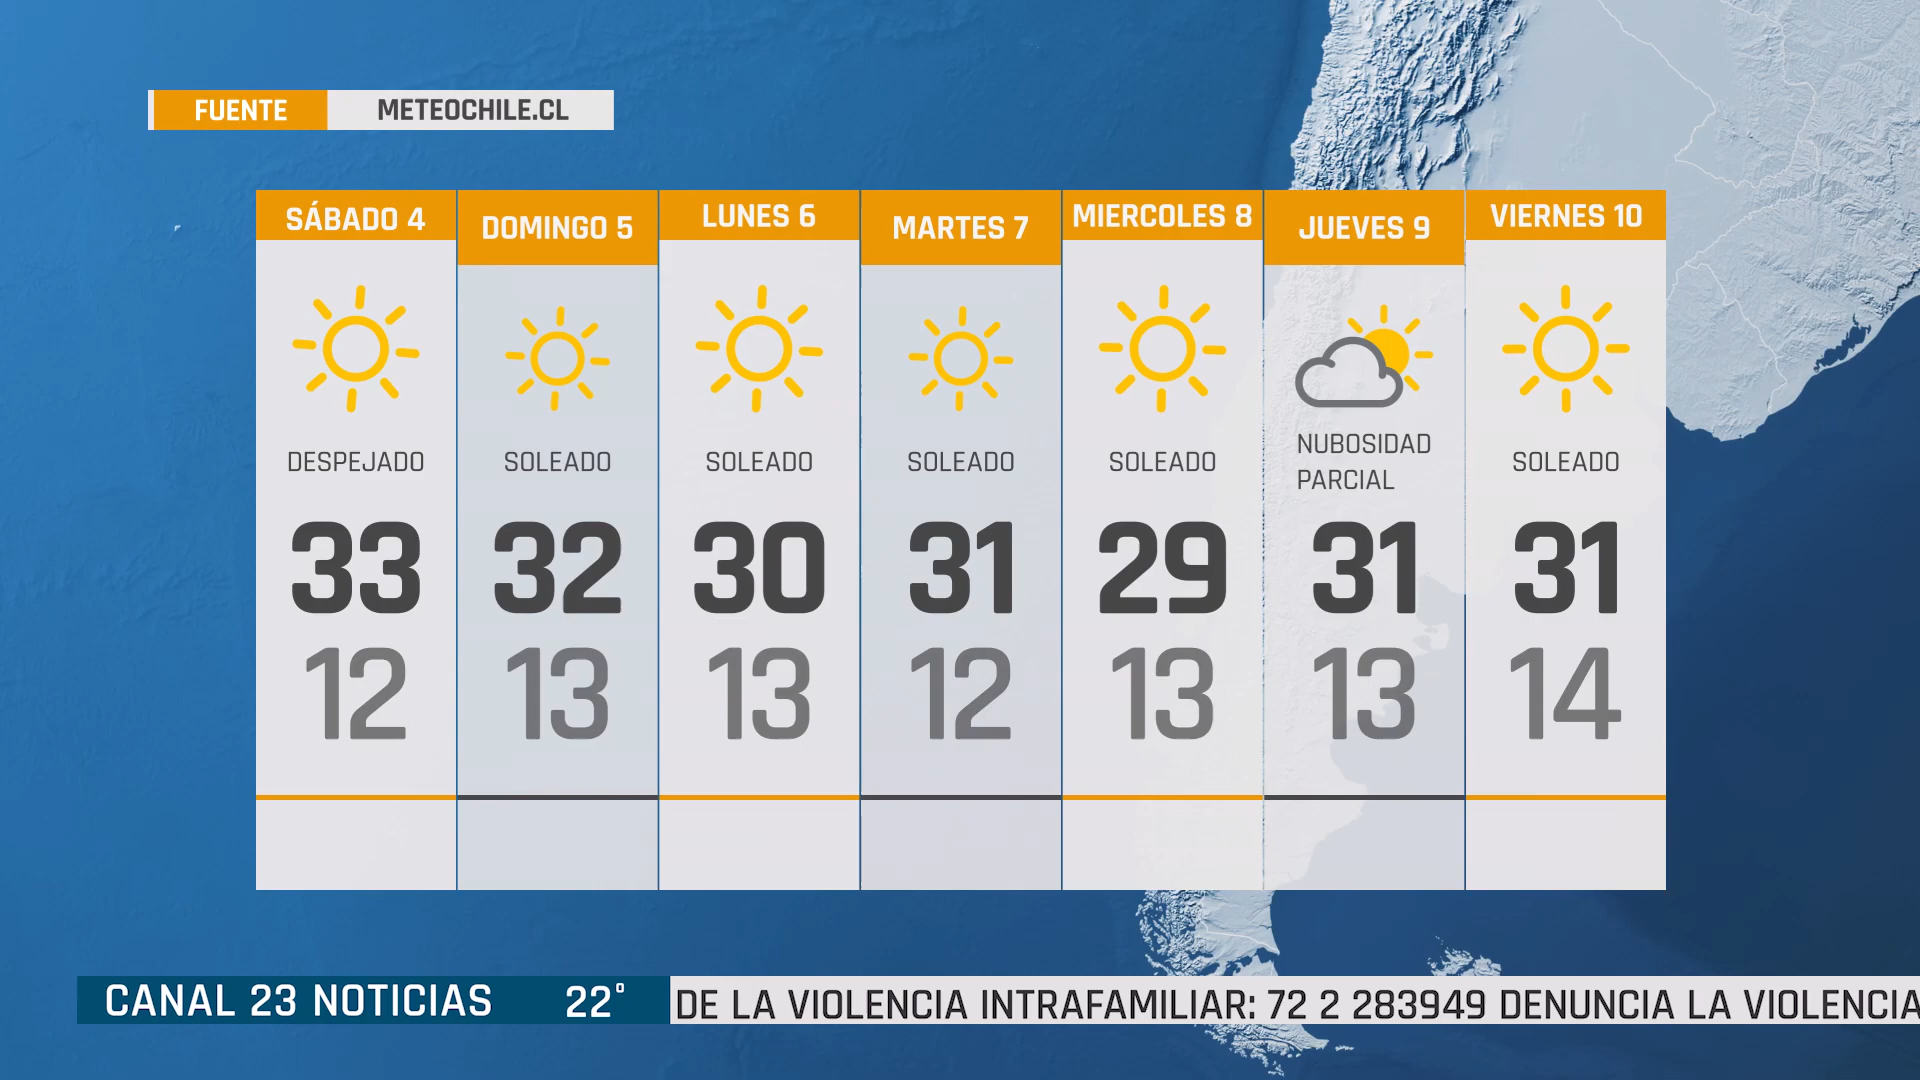 FUENTE METEOCHILE.CL
SÁBADO 4 DOMINGO 5 LUNES 6 MARTES 7 MIERCOLES 8 JUEVES 9 VIERNES 10
DESPEJADO SOLEADO SOLEADO SOLEADO SOLEADO NUBOSIDAD PARCIAL SOLEADO
33 32 30 31 29 31 31
12 13 13 12 13 13 14
CANAL 23 NOTICIAS 22° DE LA VIOLENCIA INTRAFAMILIAR: 72 2 283949 DENUNCIA LA VIOLENCIA